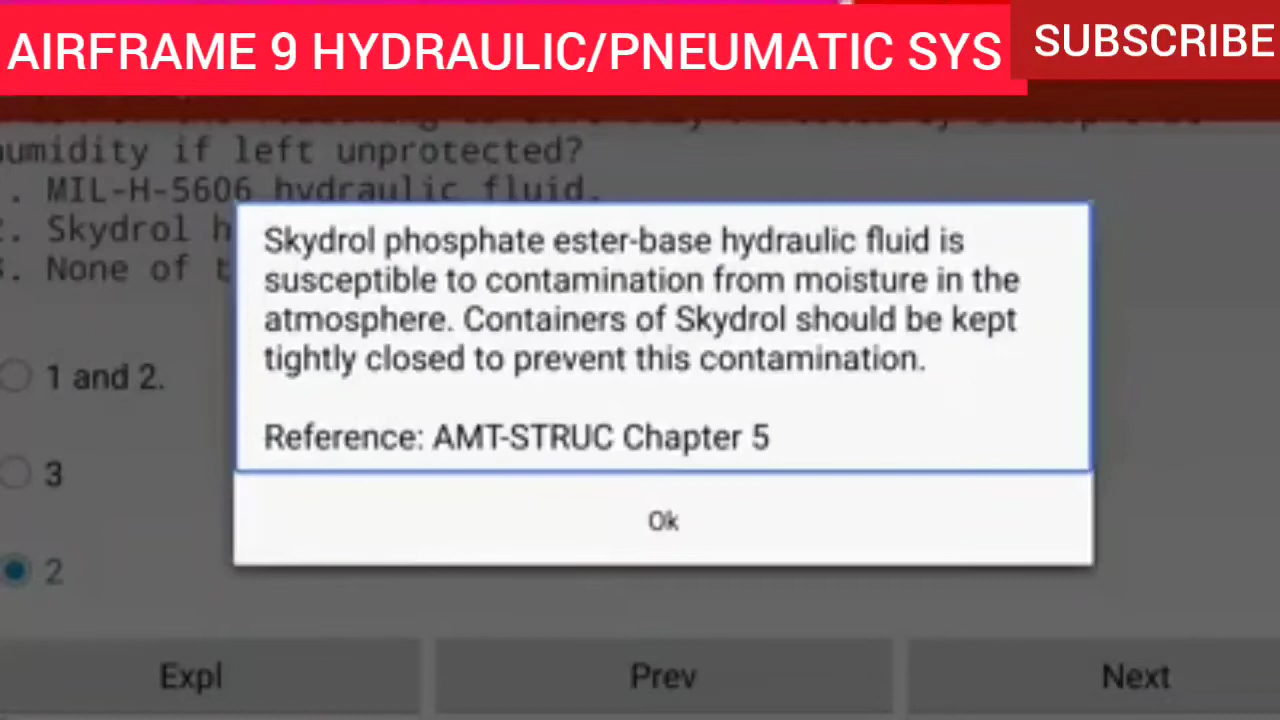 AIRFRAME 9 HYDRAULIC/PNEUMATIC SYS
SUBSCRIBE
umidity if left unprotected?
. MIL-H-5606 hydraulic fluid.
. Skydrol h
. None of t
Skydrol phosphate ester-base hydraulic fluid is
susceptible to contamination from moisture in the
atmosphere. Containers of Skydrol should be kept
tightly closed to prevent this contamination.
Reference: AMT-STRUC Chapter 5
Ok
1 and 2.
3
2
Expl
Prev
Next